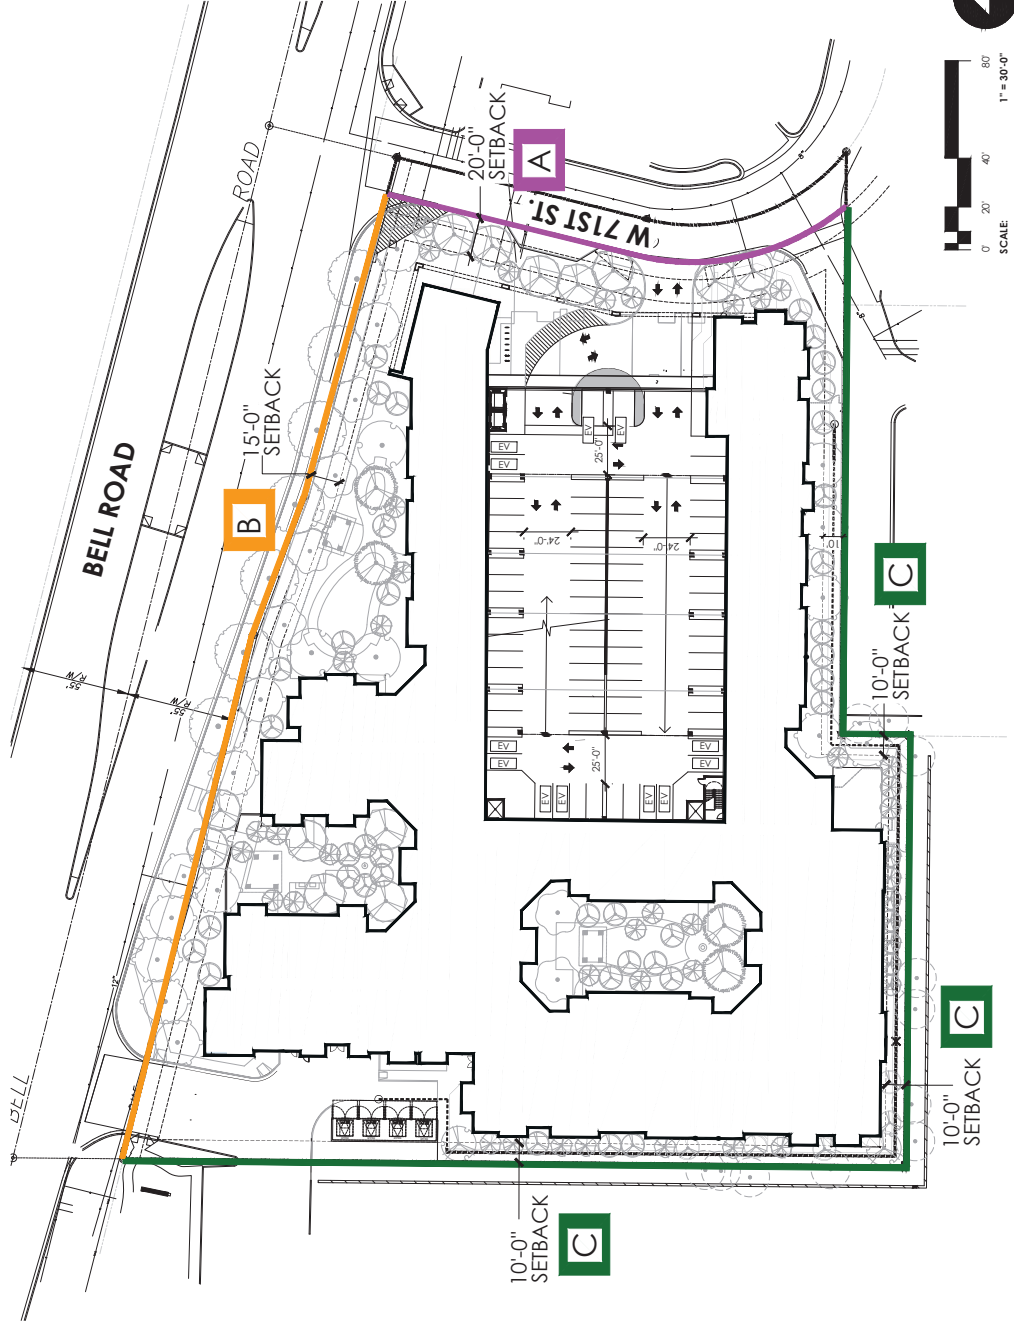 BELL
ROAD
BELL ROAD
55'
R/W
55'
R/W
12'
B
15'-0"
SETBACK
20'-0"
SETBACK
A
W 71ST ST.
EV
EV
EV
EV
25'-0"
24'-0"
24'-0"
25'-0"
EV
EV
EV
EV
EV
EV
EV
EV
10'
C
10'-0"
SETBACK
C
10'-0"
SETBACK
10'-0"
SETBACK
C
0'
20'
40'
80'
SCALE:
1" = 30'-0"